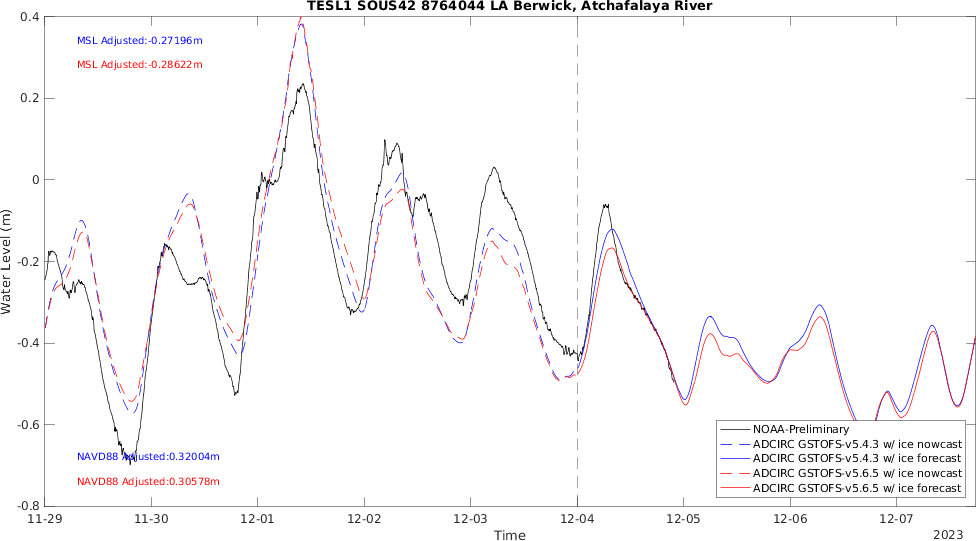 TESL1 SOUS42 8764044 LA Berwick, Atchafalaya River
0.4
MSL Adjusted:-0.27196m
MSL Adjusted:-0.28622m
0.2
0
-0.2
-0.4
-0.6
-0.8
Water Level (m)
NAVD88 Adjusted:0.32004m
NAVD88 Adjusted:0.30578m
NOAA-Preliminary
ADCIRC GSTOFS-v5.4.3 w/ ice nowcast
ADCIRC GSTOFS-v5.4.3 w/ ice forecast
ADCIRC GSTOFS-v5.6.5 w/ ice nowcast
ADCIRC GSTOFS-v5.6.5 w/ ice forecast
11-29 11-30 12-01 12-02 12-03 12-04 12-05 12-06 12-07
Time
2023